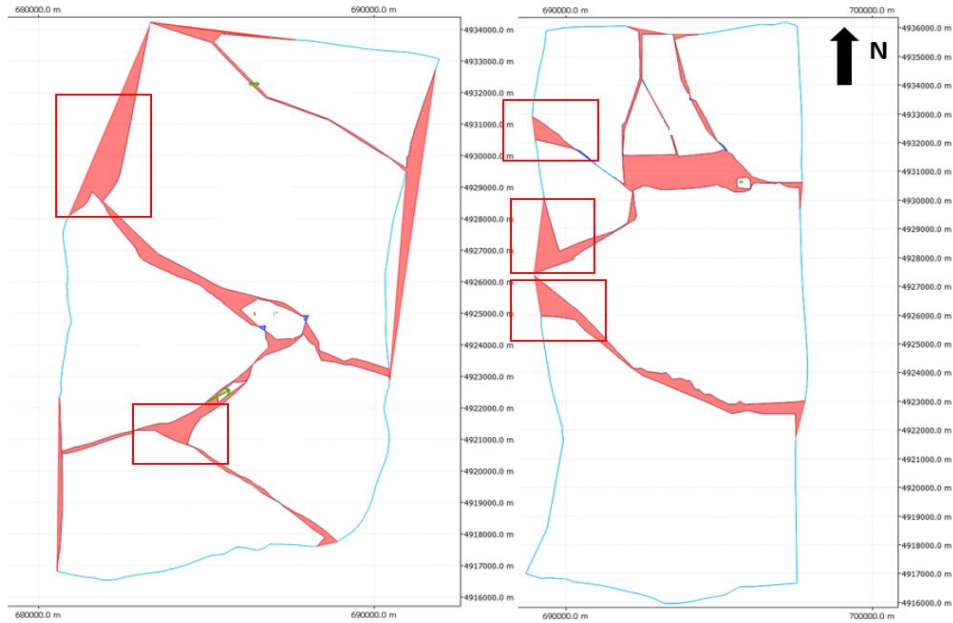 680000.0 m
690000.0 m
690000.0 m
700000.0 m
N
4934000.0 m
4933000.0 m
4932000.0 m
4931000.0 m
4930000.0 m
4929000.0 m
4928000.0 m
4927000.0 m
4926000.0 m
4925000.0 m
4924000.0 m
4923000.0 m
4922000.0 m
4921000.0 m
4920000.0 m
4919000.0 m
4918000.0 m
4917000.0 m
4916000.0 m
4936000.0 m
4935000.0 m
4934000.0 m
4933000.0 m
4932000.0 m
4931000.0 m
4930000.0 m
4929000.0 m
4928000.0 m
4927000.0 m
4926000.0 m
4925000.0 m
4924000.0 m
4923000.0 m
4922000.0 m
4921000.0 m
4920000.0 m
4919000.0 m
4918000.0 m
4917000.0 m
4916000.0 m
680000.0 m
690000.0 m
690000.0 m
700000.0 m